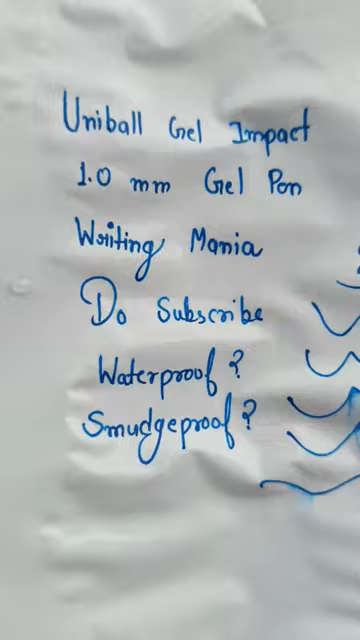 Uniball Gel Impact
1.0 mm Gel Pen
Writing Mania
Do Subscribe
Waterproof?
Smudgeproof?